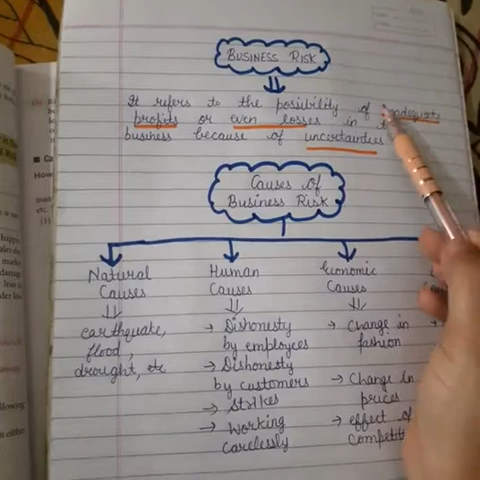 BUSINESS RISK
It refers to the possibility of inadequate
profits or even losses in
business because of uncertainties
Causes of
Business Risk
Natural
Causes
earthquake,
flood,
drought, etc
Human
Causes
→ Dishonesty
by employees
→ Dishonesty
by customers
→ Strikes
→ Working
carelessly
Economic
Causes
→ Change in
fashion
→ Change in
prices
→ effect of